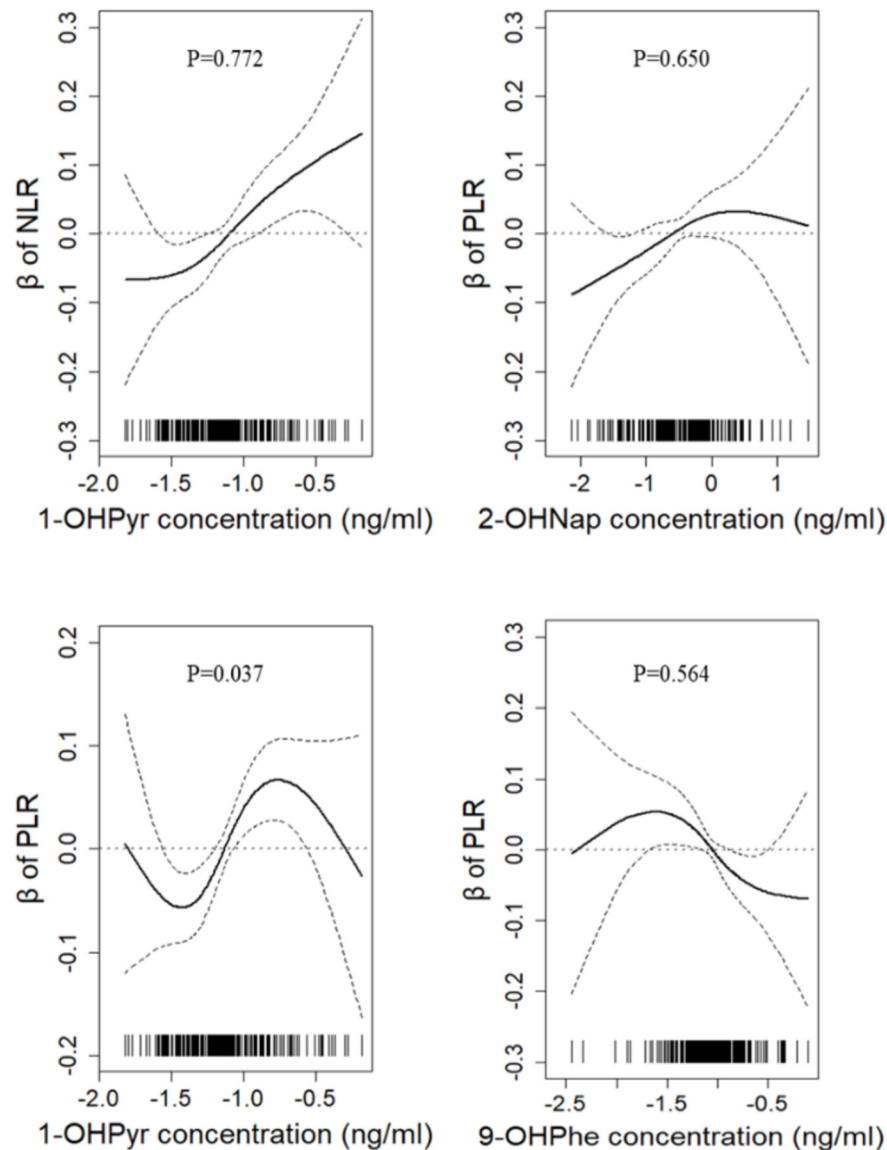 P=0.772
β of NLR
0.3
0.2
0.1
0.0
-0.1
-0.2
-0.3
-2.0 -1.5 -1.0 -0.5
1-OHPyr concentration (ng/ml)
P=0.650
β of PLR
0.3
0.2
0.1
0.0
-0.1
-0.2
-0.3
-2 -1 0 1
2-OHNap concentration (ng/ml)
P=0.037
β of PLR
0.2
0.1
0.0
-0.1
-0.2
-2.0 -1.5 -1.0 -0.5
1-OHPyr concentration (ng/ml)
P=0.564
β of PLR
0.3
0.2
0.1
0.0
-0.1
-0.2
-0.3
-2.5 -1.5 -0.5
9-OHPhe concentration (ng/ml)